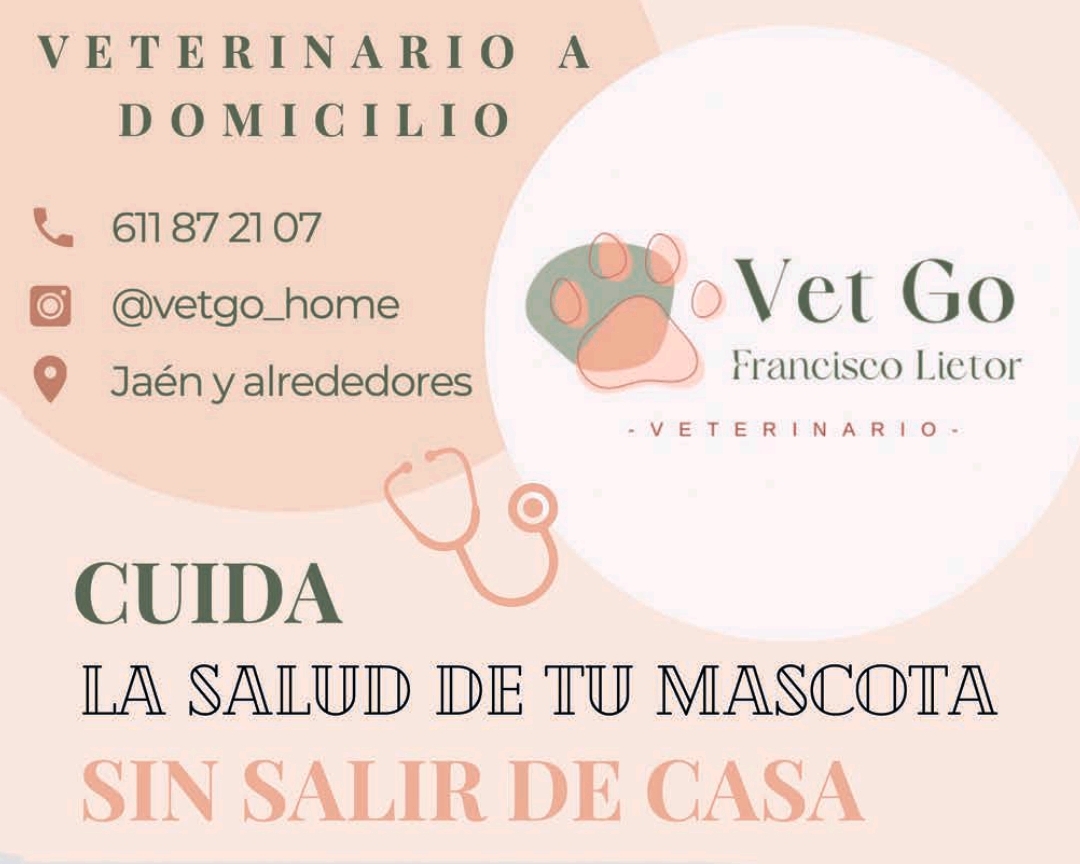 VETERINARIO A
DOMICILIO
611 87 21 07
@vetgo_home
Jaén y alrededores
Vet Go
Francisco Lietor
-VETERINARIO-
CUIDA
LA SALUD DE TU MASCOTA
SIN SALIR DE CASA